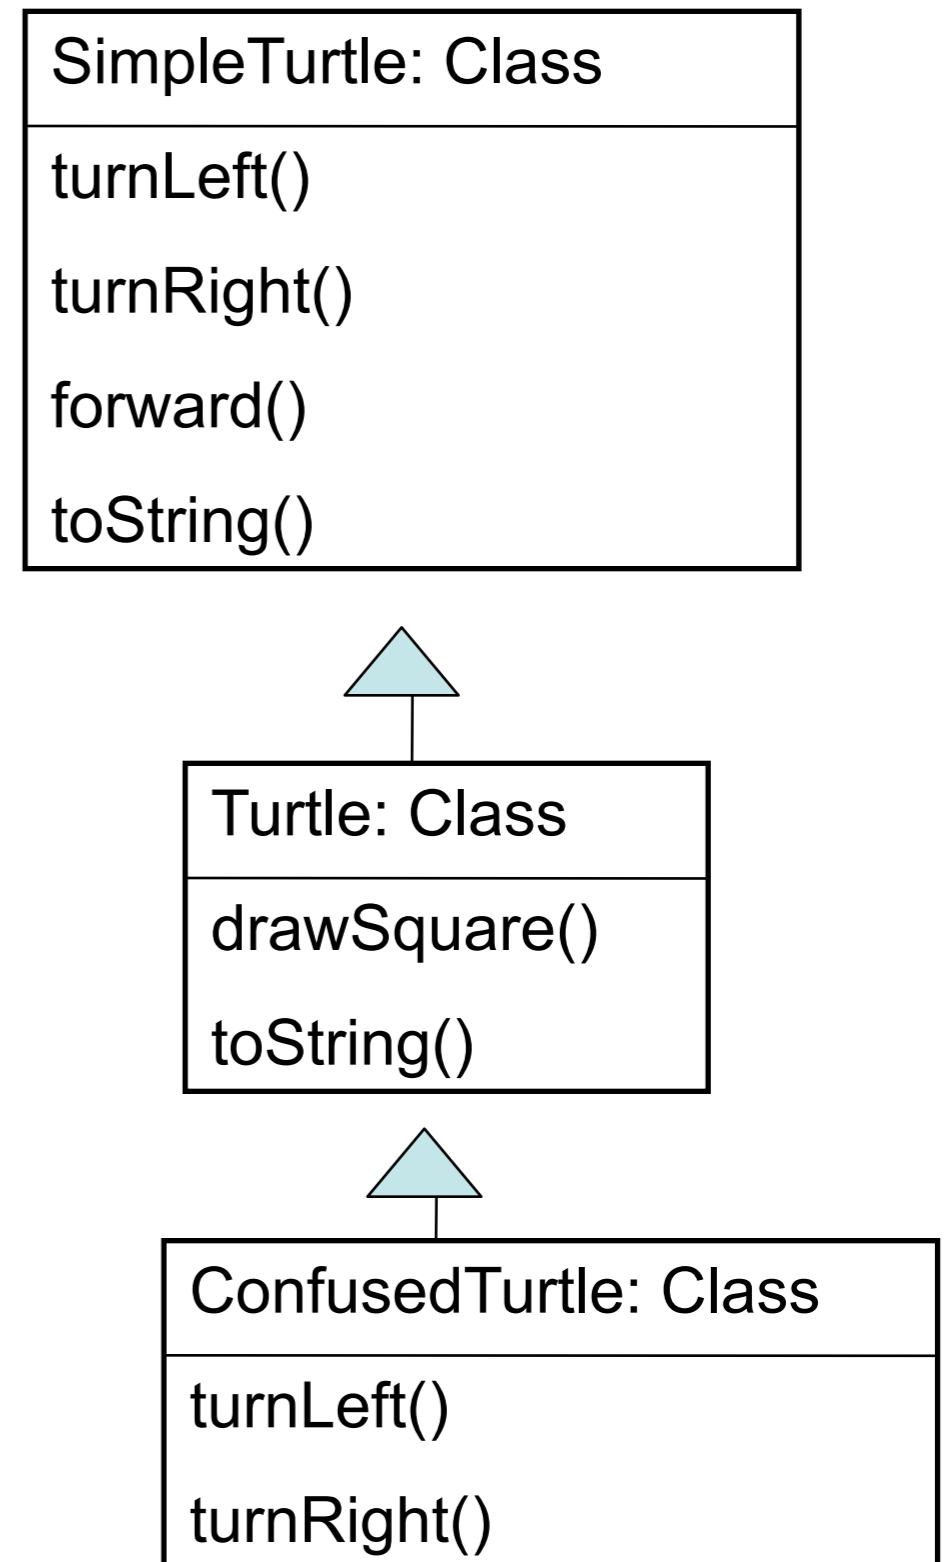 SimpleTurtle: Class
turnLeft()
turnRight()
forward()
toString()
Turtle: Class
drawSquare()
toString()
ConfusedTurtle: Class
turnLeft()
turnRight()